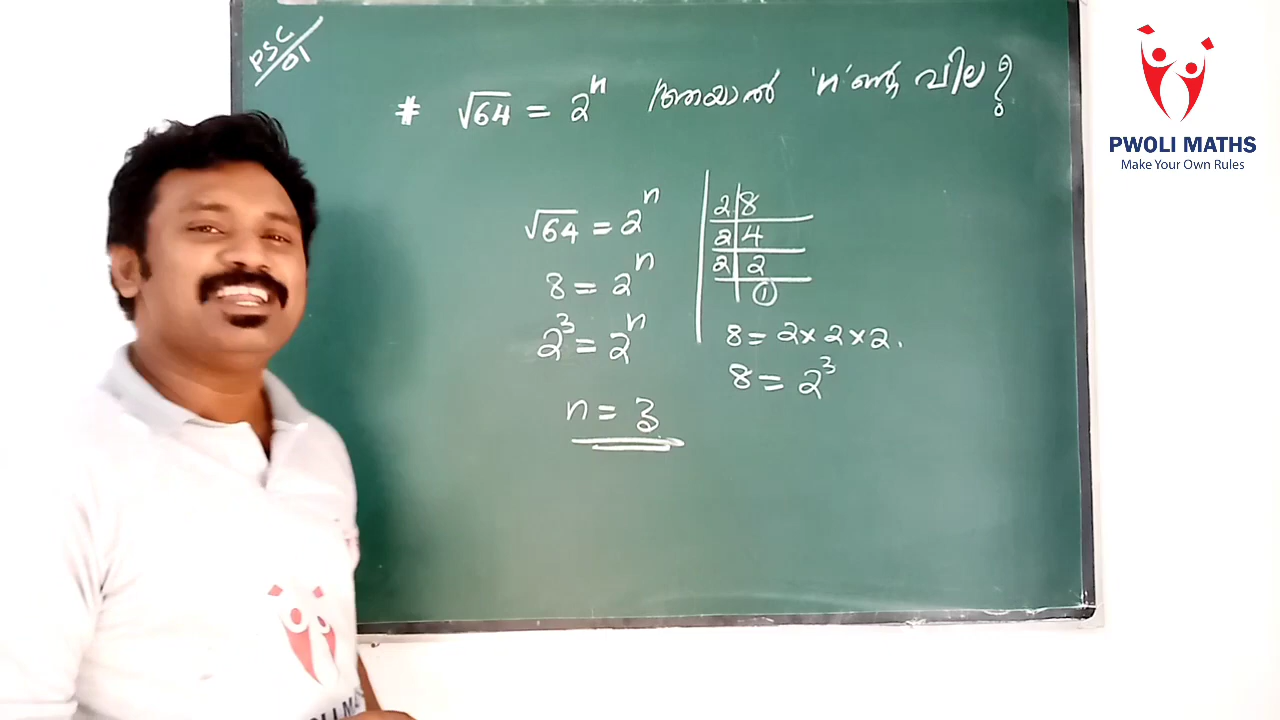 PSC/01
# √64 = 2ⁿ ആയാൽ 'n' ന്റെ വില?
√64 = 2ⁿ
8 = 2ⁿ
2³ = 2ⁿ
n = 3
2 | 8
2 | 4
2 | 2
1
8 = 2 × 2 × 2.
8 = 2³
PWOLI MATHS
Make Your Own Rules